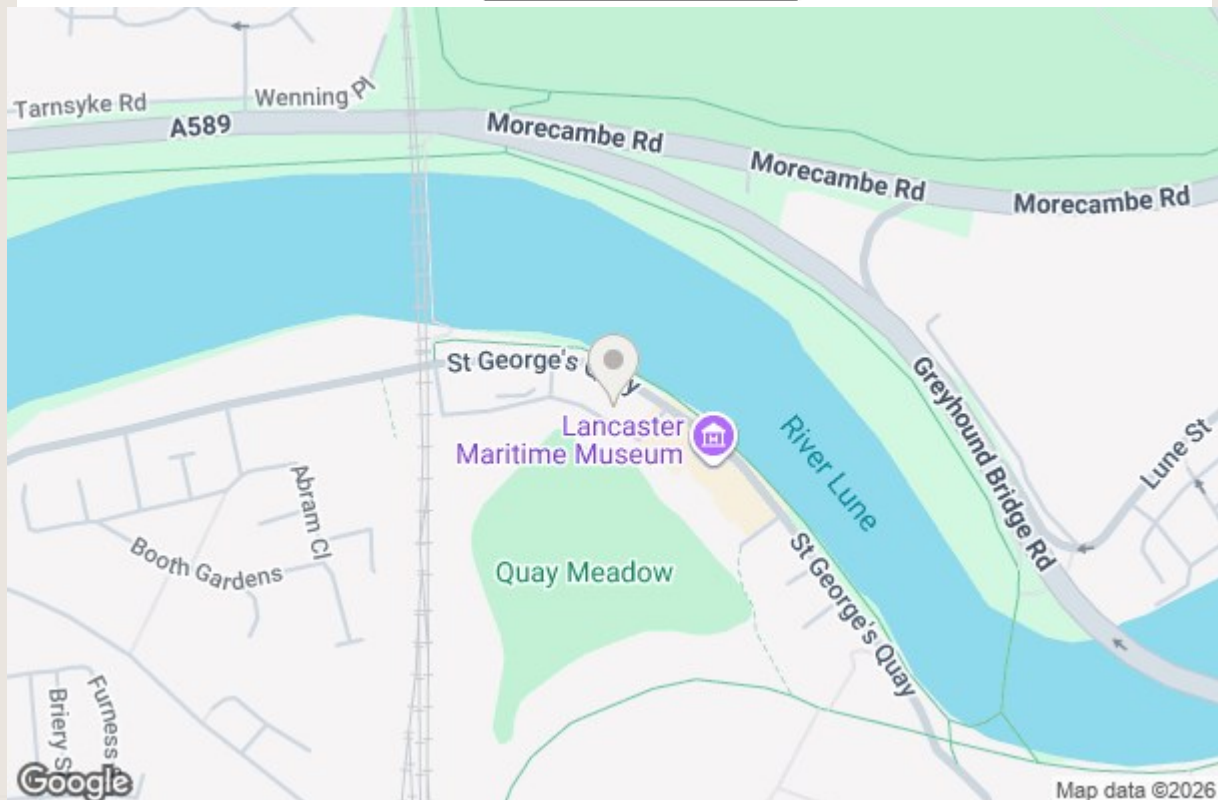 Tarnsyke Rd
Wenning Pl
A589
Morecambe Rd
Morecambe Rd
Morecambe Rd
St George's Quay
Lancaster
Maritime Museum
River Lune
Greyhound Bridge Rd
Lune St
Abram Cl
Booth Gardens
Quay Meadow
St George's Quay
Briery S
Furness
Google
Map data ©2026